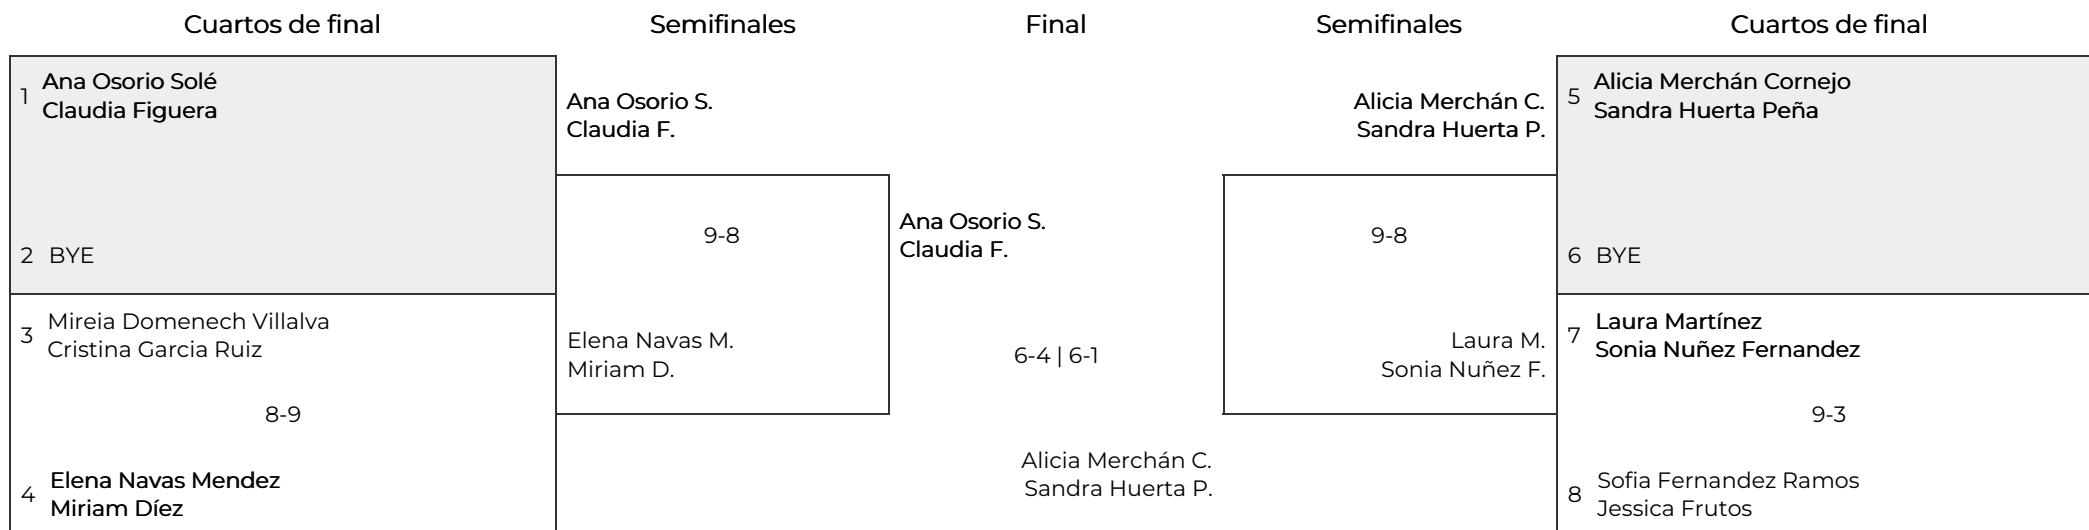 Cuartos de final
Semifinales
Final
Semifinales
Cuartos de final
1
Ana Osorio Solé
Claudia Figuera
2 BYE
3
Mireia Domenech Villalva
Cristina Garcia Ruiz
8-9
4
Elena Navas Mendez
Miriam Díez
Ana Osorio S.
Claudia F.
9-8
Elena Navas M.
Miriam D.
Ana Osorio S.
Claudia F.
6-4 | 6-1
Alicia Merchán C.
Sandra Huerta P.
Alicia Merchán C.
Sandra Huerta P.
9-8
Laura M.
Sonia Nuñez F.
5
Alicia Merchán Cornejo
Sandra Huerta Peña
6 BYE
7
Laura Martínez
Sonia Nuñez Fernandez
9-3
8
Sofia Fernandez Ramos
Jessica Frutos